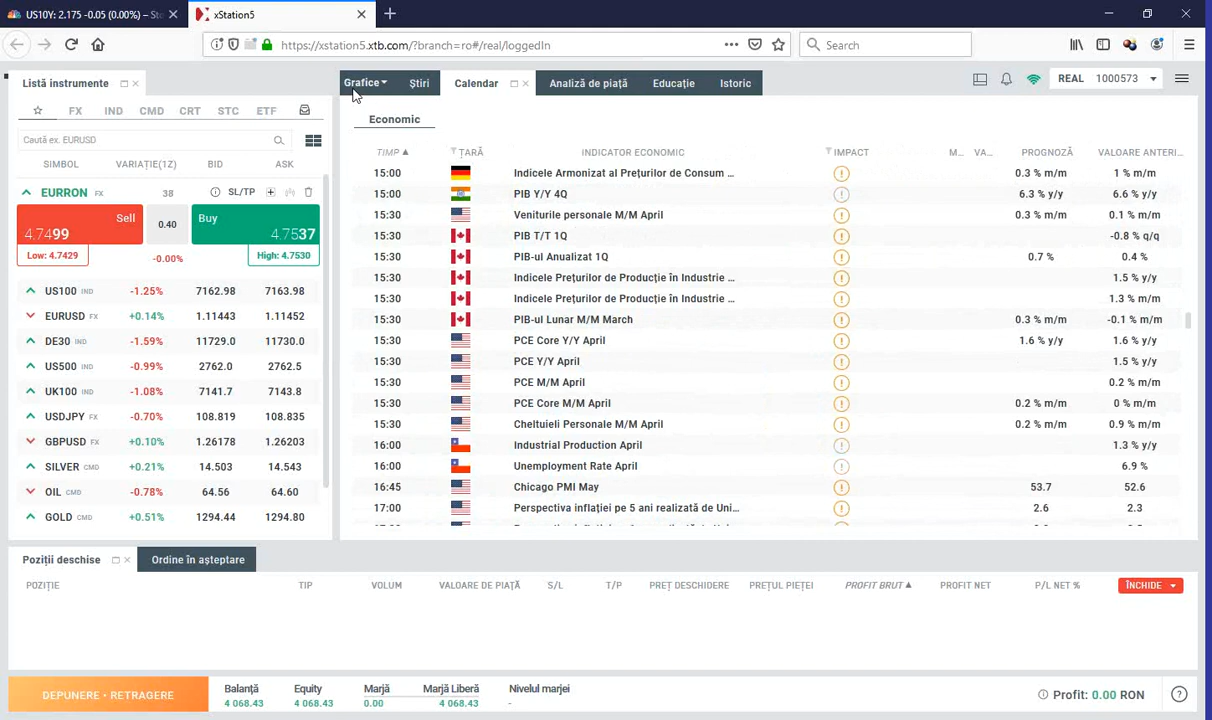 US10Y: 2.175 -0.05 (0.00%) – St
xStation5
https://xstation5.xtb.com/?branch=ro#/real/loggedIn
Search
Listă instrumente
Grafice
Știri
Calendar
Analiză de piață
Educație
Istoric
REAL 1000573
FX IND CMD CRT STC ETF
Caută ex. EURUSD
SIMBOL VARIAȚIE(1Z) BID ASK
EURRON FX 38 SL/TP
Sell 4.7499
0.40
Buy 4.7537
Low: 4.7429 -0.00% High: 4.7530
US100 IND -1.25% 7162.98 7163.98
EURUSD FX +0.14% 1.11443 1.11452
DE30 IND -1.59% 11729.0 11730.0
US500 IND -0.99% 2762.0 2762.5
UK100 IND -1.08% 7141.7 7143.8
USDJPY FX -0.70% 108.819 108.835
GBPUSD FX +0.10% 1.26178 1.26203
SILVER CMD +0.21% 14.503 14.543
OIL CMD -0.78% 64.56 64.60
GOLD CMD +0.51% 1294.44 1294.80
Economic
TIMP ȚARĂ INDICATOR ECONOMIC IMPACT M... VA... PROGNOZĂ VALOARE ANTERI...
15:00 Indicele Armonizat al Prețurilor de Consum ... 0.3 % m/m 1 % m/m
15:00 PIB Y/Y 4Q 6.3 % y/y 6.6 % y/y
15:30 Veniturile personale M/M April 0.3 % m/m 0.1 % m/m
15:30 PIB T/T 1Q -0.8 % q/q
15:30 PIB-ul Anualizat 1Q 0.7 % 0.4 %
15:30 Indicele Prețurilor de Producție în Industrie ... 1.5 % y/y
15:30 Indicele Prețurilor de Producție în Industrie ... 1.3 % m/m
15:30 PIB-ul Lunar M/M March 0.3 % m/m -0.1 % m/m
15:30 PCE Core Y/Y April 1.6 % y/y 1.6 % y/y
15:30 PCE Y/Y April 1.5 % y/y
15:30 PCE M/M April 0.2 % m/m
15:30 PCE Core M/M April 0.2 % m/m 0 % m/m
15:30 Cheltuieli Personale M/M April 0.2 % m/m 0.9 % m/m
16:00 Industrial Production April 1.3 % y/y
16:00 Unemployment Rate April 6.9 %
16:45 Chicago PMI May 53.7 52.6
17:00 Perspectiva inflației pe 5 ani realizată de Uni... 2.6 2.3
Poziții deschise
Ordine în așteptare
POZIȚIE TIP VOLUM VALOARE DE PIAȚĂ S/L T/P PREȚ DESCHIDERE PREȚUL PIEȚEI PROFIT BRUT PROFIT NET P/L NET % ÎNCHIDE
DEPUNERE • RETRAGERE
Balanță Equity Marjă Marjă Liberă Nivelul marjei
4 068.43 4 068.43 0.00 4 068.43 -
Profit: 0.00 RON